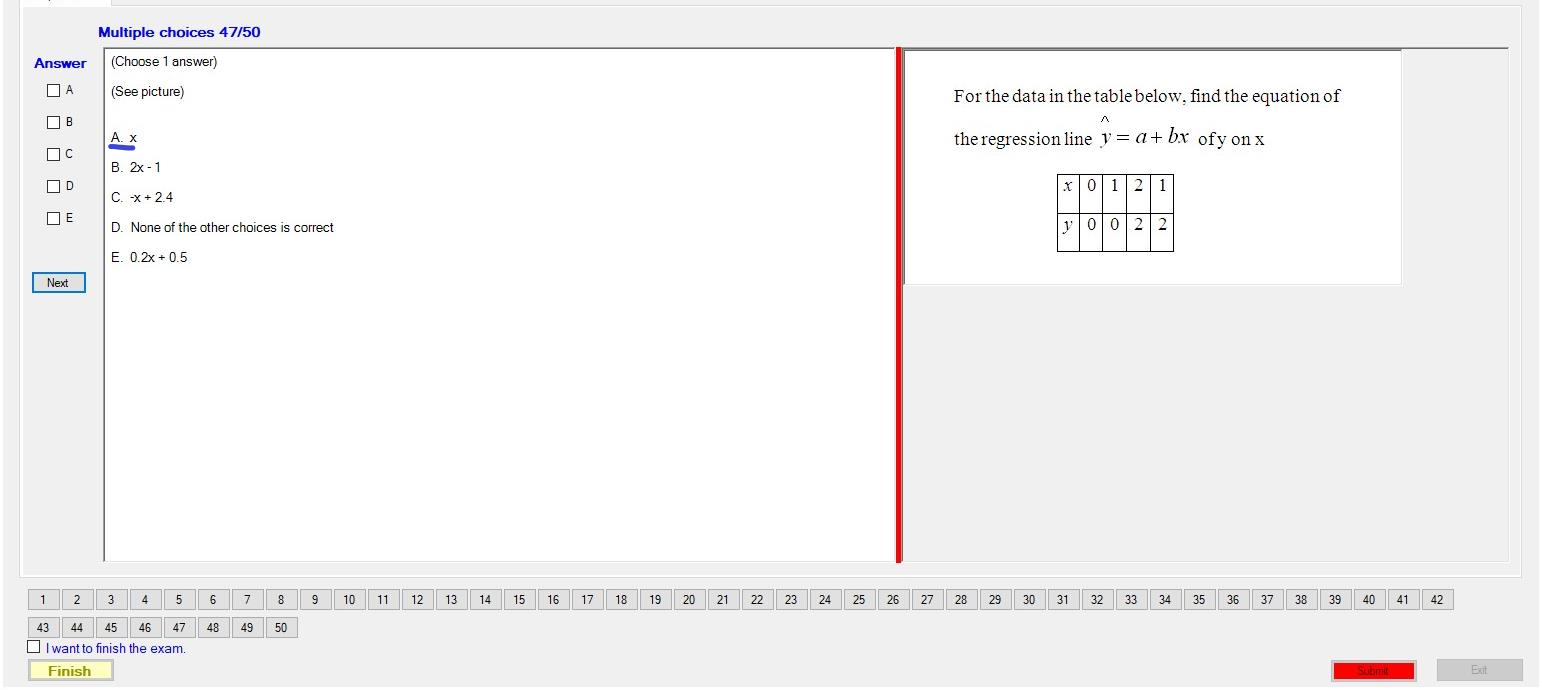 Multiple choices 47/50
Answer
A
B
C
D
E
Next
(Choose 1 answer)
(See picture)
A. x
B. 2x - 1
C. -x + 2.4
D. None of the other choices is correct
E. 0.2x + 0.5
For the data in the table below, find the equation of
the regression line ŷ = a + bx of y on x
x 0 1 2 1
y 0 0 2 2
1 2 3 4 5 6 7 8 9 10 11 12 13 14 15 16 17 18 19 20 21 22 23 24 25 26 27 28 29 30 31 32 33 34 35 36 37 38 39 40 41 42
43 44 45 46 47 48 49 50
I want to finish the exam.
Finish
Submit
Exit